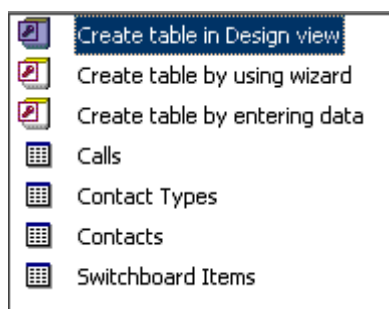 Create table in Design view
Create table by using wizard
Create table by entering data
Calls
Contact Types
Contacts
Switchboard Items